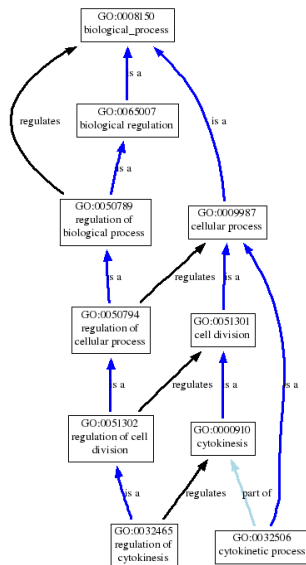 GO:0008150
biological_process
is a
GO:0065007
biological regulation
regulates
is a
is a
GO:0050789
regulation of
biological process
GO:0009987
cellular process
is a
regulates
is a
GO:0050794
regulation of
cellular process
GO:0051301
cell division
is a
regulates
is a
is a
GO:0051302
regulation of cell
division
GO:0000910
cytokinesis
is a
regulates
part of
GO:0032465
regulation of
cytokinesis
GO:0032506
cytokinetic process